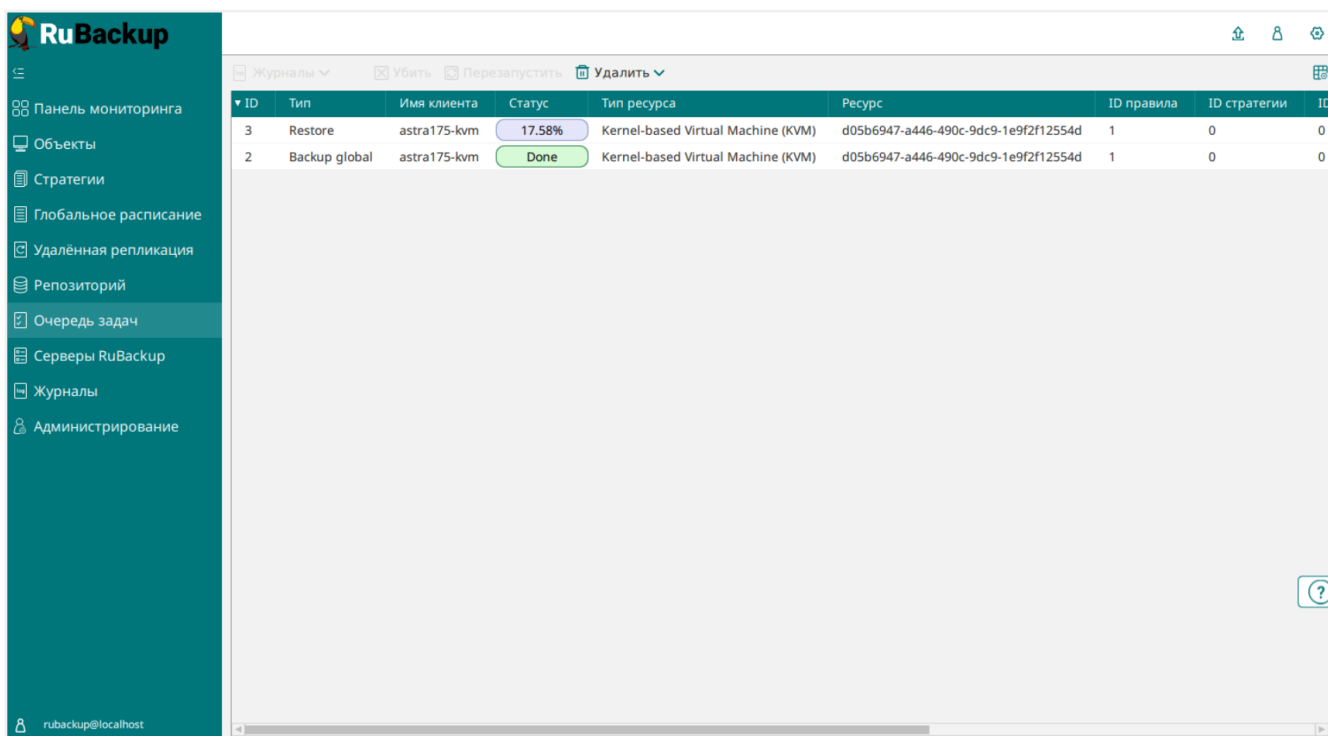 RuBackup
Журналы Убить Перезапустить Удалить
Панель мониторинга
Объекты
Стратегии
Глобальное расписание
Удалённая репликация
Репозиторий
Очередь задач
Серверы RuBackup
Журналы
Администрирование
rubackup@localhost
ID Тип Имя клиента Статус Тип ресурса Ресурс ID правила ID стратегии ID
3 Restore astra175-kvm 17.58% Kernel-based Virtual Machine (KVM) d05b6947-a446-490c-9dc9-1e9f2f12554d 1 0 0
2 Backup global astra175-kvm Done Kernel-based Virtual Machine (KVM) d05b6947-a446-490c-9dc9-1e9f2f12554d 1 0 0
?